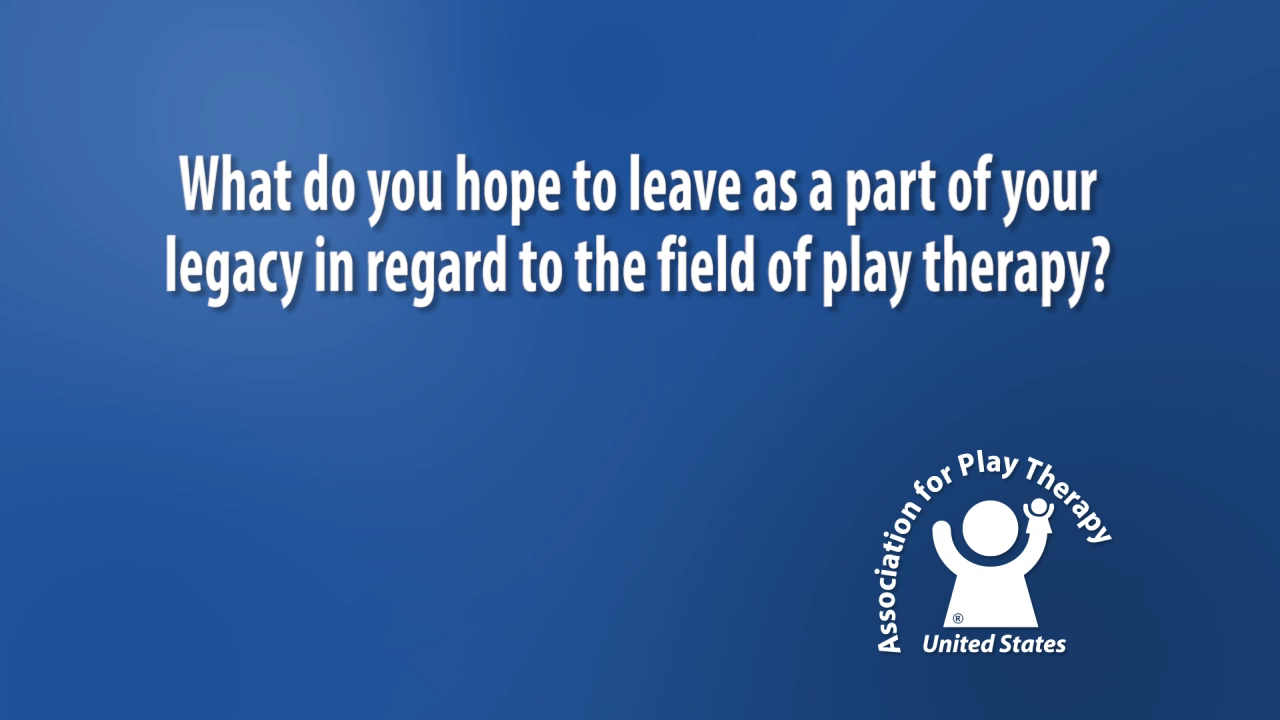 What do you hope to leave as a part of your
legacy in regard to the field of play therapy?
Association for Play Therapy
®
United States